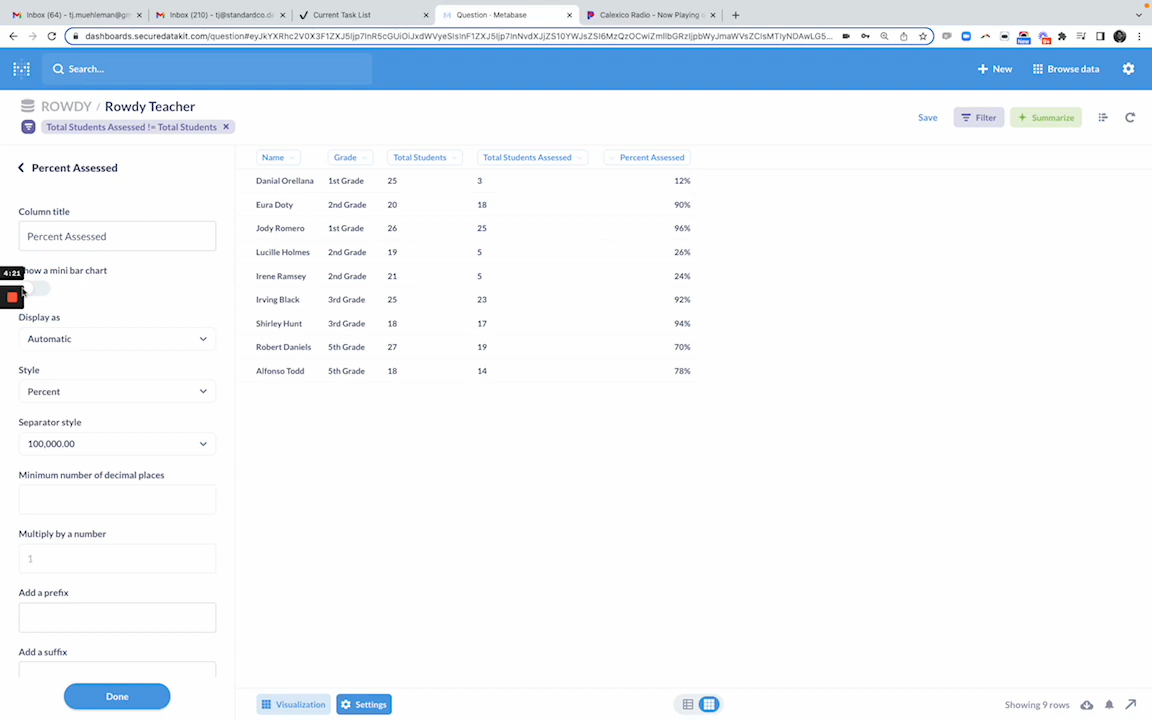 Inbox (64) - tj.muehleman@gm
Inbox (210) - tj@standardco.de
Current Task List
Question · Metabase
Calexico Radio - Now Playing o
dashboards.securedatakit.com/question#
Search...
New
Browse data
ROWDY / Rowdy Teacher
Total Students Assessed != Total Students
Save
Filter
Summarize
Percent Assessed
Column title
Percent Assessed
4:21
how a mini bar chart
Display as
Automatic
Style
Percent
Separator style
100,000.00
Minimum number of decimal places
Multiply by a number
1
Add a prefix
Add a suffix
Done
Name Grade Total Students Total Students Assessed Percent Assessed
Danial Orellana 1st Grade 25 3 12%
Eura Doty 2nd Grade 20 18 90%
Jody Romero 1st Grade 26 25 96%
Lucille Holmes 2nd Grade 19 5 26%
Irene Ramsey 2nd Grade 21 5 24%
Irving Black 3rd Grade 25 23 92%
Shirley Hunt 3rd Grade 18 17 94%
Robert Daniels 5th Grade 27 19 70%
Alfonso Todd 5th Grade 18 14 78%
Visualization
Settings
Showing 9 rows